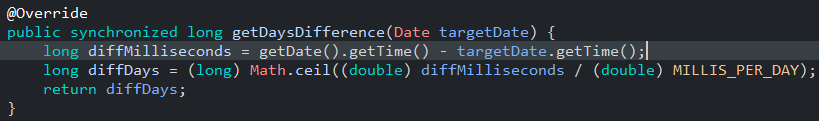 @Override
public synchronized long getDaysDifference(Date targetDate) {
    long diffMilliseconds = getDate().getTime() - targetDate.getTime();
    long diffDays = (long) Math.ceil((double) diffMilliseconds / (double) MILLIS_PER_DAY);
    return diffDays;
}